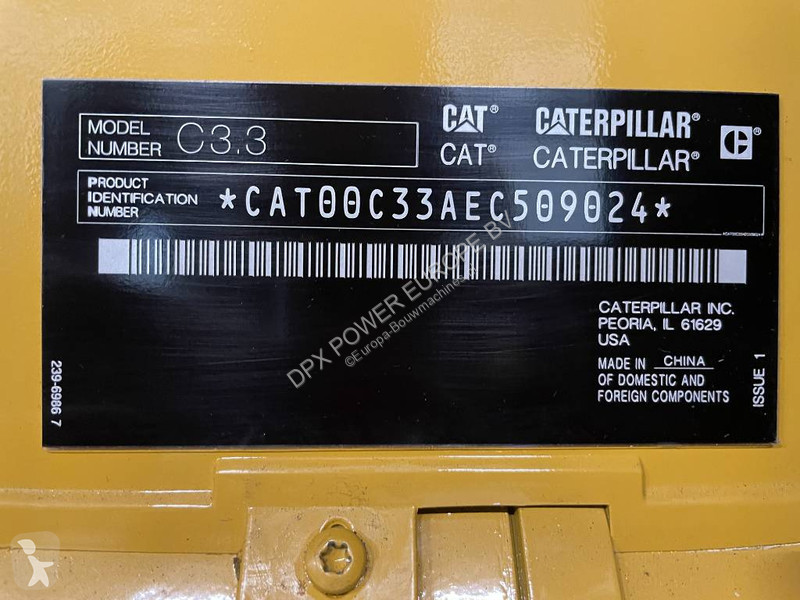 MODEL
NUMBER C3.3
CAT® CATERPILLAR®
CAT® CATERPILLAR®
PRODUCT
IDENTIFICATION
NUMBER
*CAT00C33AEC509024*
DPX POWER EUROPE BV
©Europa-Bouwmachines
CATERPILLAR INC.
PEORIA, IL 61629
USA
MADE IN CHINA
OF DOMESTIC AND
FOREIGN COMPONENTS
ISSUE 1
239-6986 7